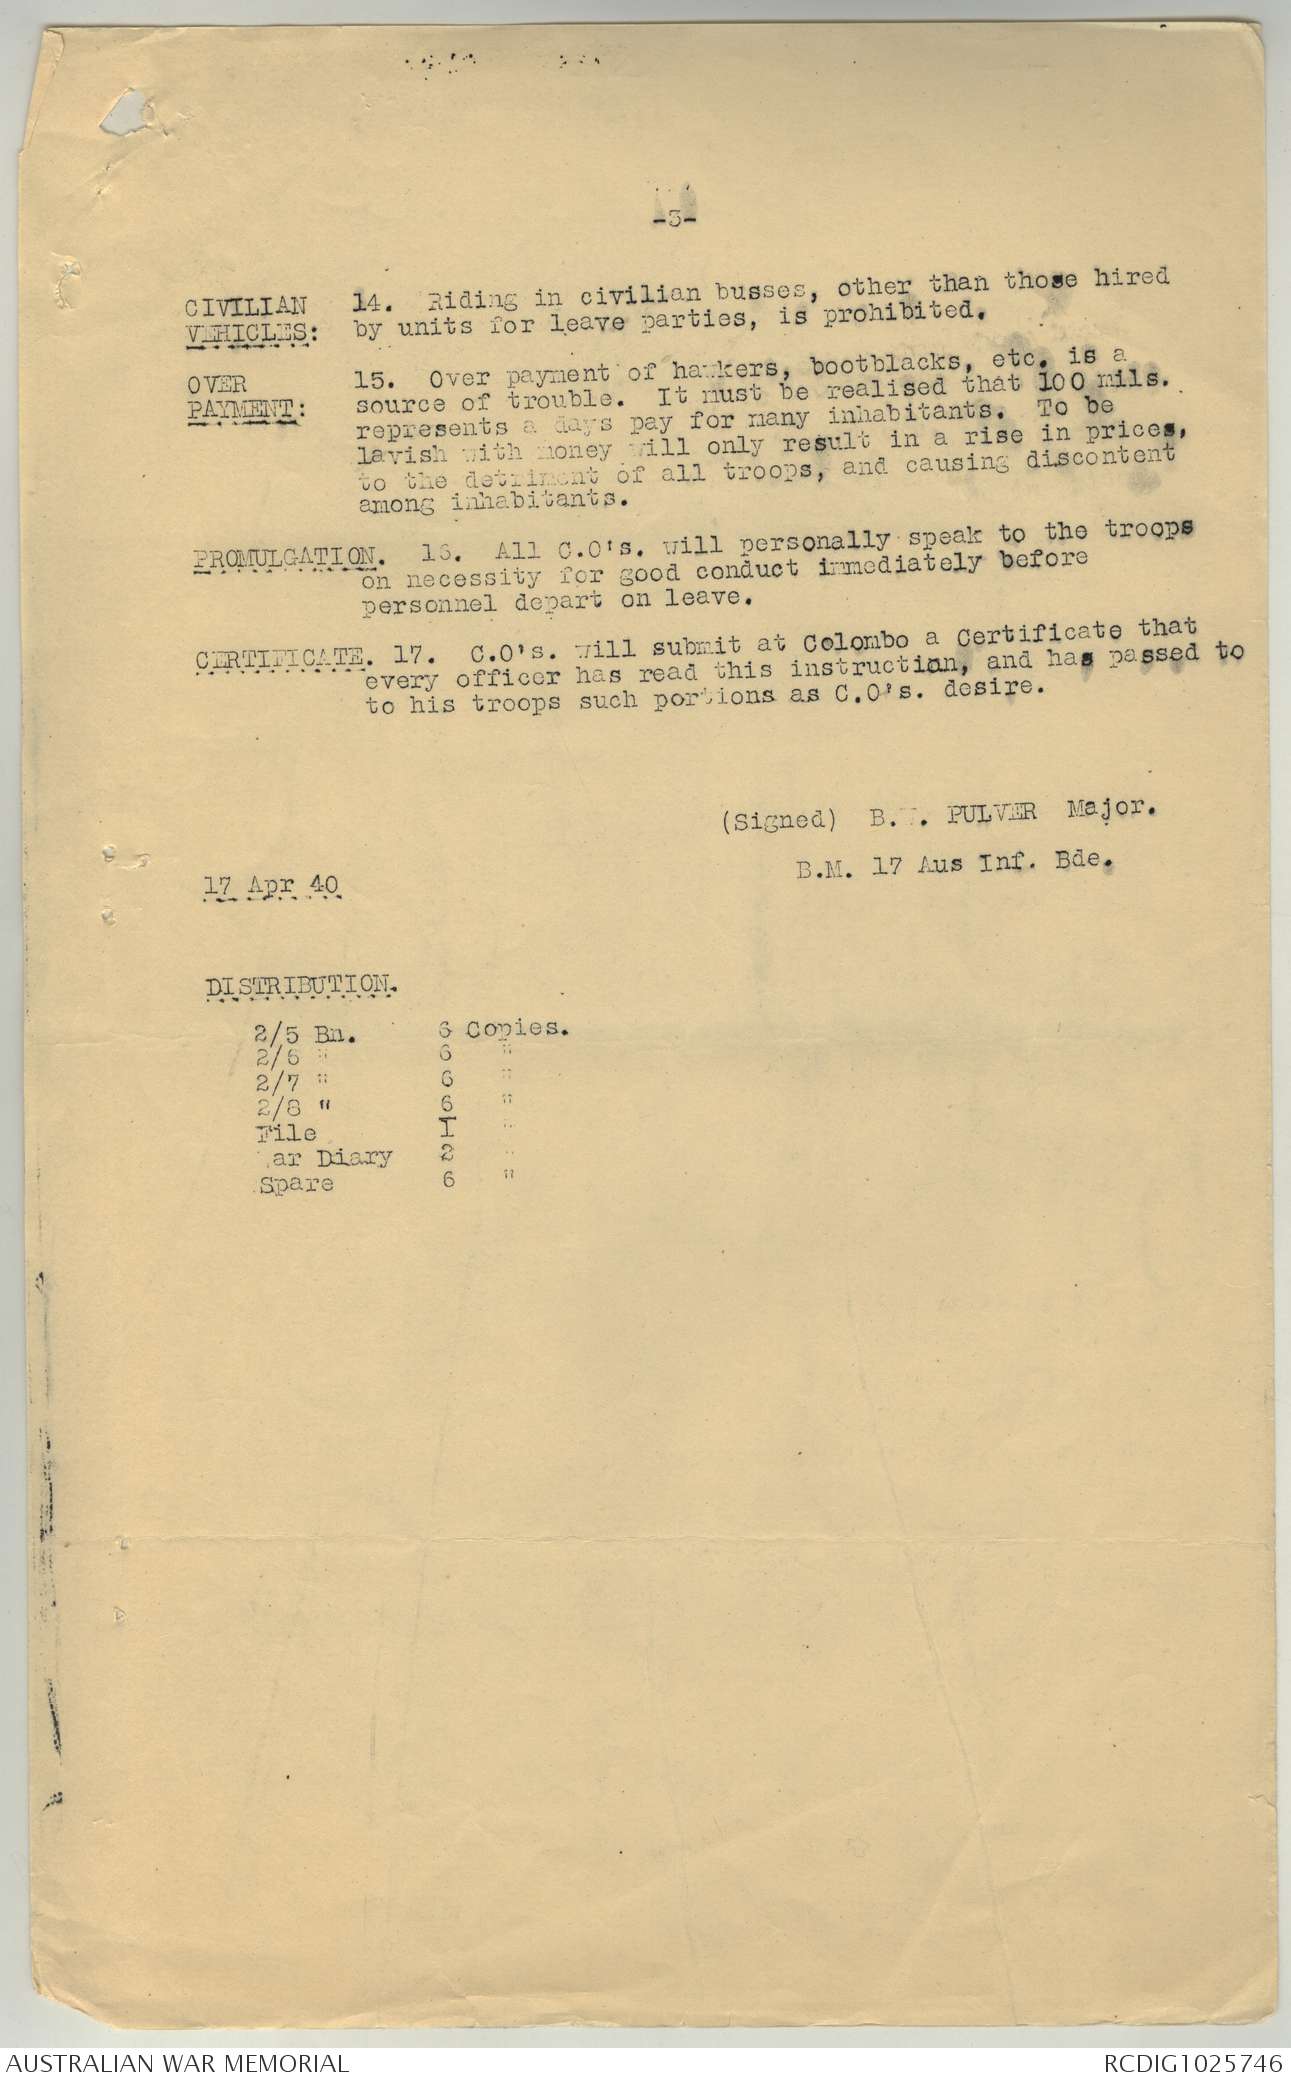 -3-
CIVILIAN 14. Riding in civilian busses, other than those hired
VEHICLES: by units for leave parties, is prohibited.
OVER 15. Over payment of hawkers, bootblacks, etc. is a
PAYMENT: source of trouble. It must be realised that 100 mils.
represents a days pay for many inhabitants. To be
lavish with money will only result in a rise in prices,
to the detriment of all troops, and causing discontent
among inhabitants.
PROMULGATION. 16. All C.O's. will personally speak to the troops
on necessity for good conduct immediately before
personnel depart on leave.
CERTIFICATE. 17. C.O's. will submit at Colombo a Certificate that
every officer has read this instruction, and has passed to
to his troops such portions as C.O's. desire.
(Signed) B. PULVER Major.
B.M. 17 Aus Inf. Bde.
17 Apr 40
DISTRIBUTION.
2/5 Bn. 6 Copies.
2/6 " 6 "
2/7 " 6 "
2/8 " 6 "
File I "
War Diary 2 "
Spare 6 "
AUSTRALIAN WAR MEMORIAL RCDIG1025746